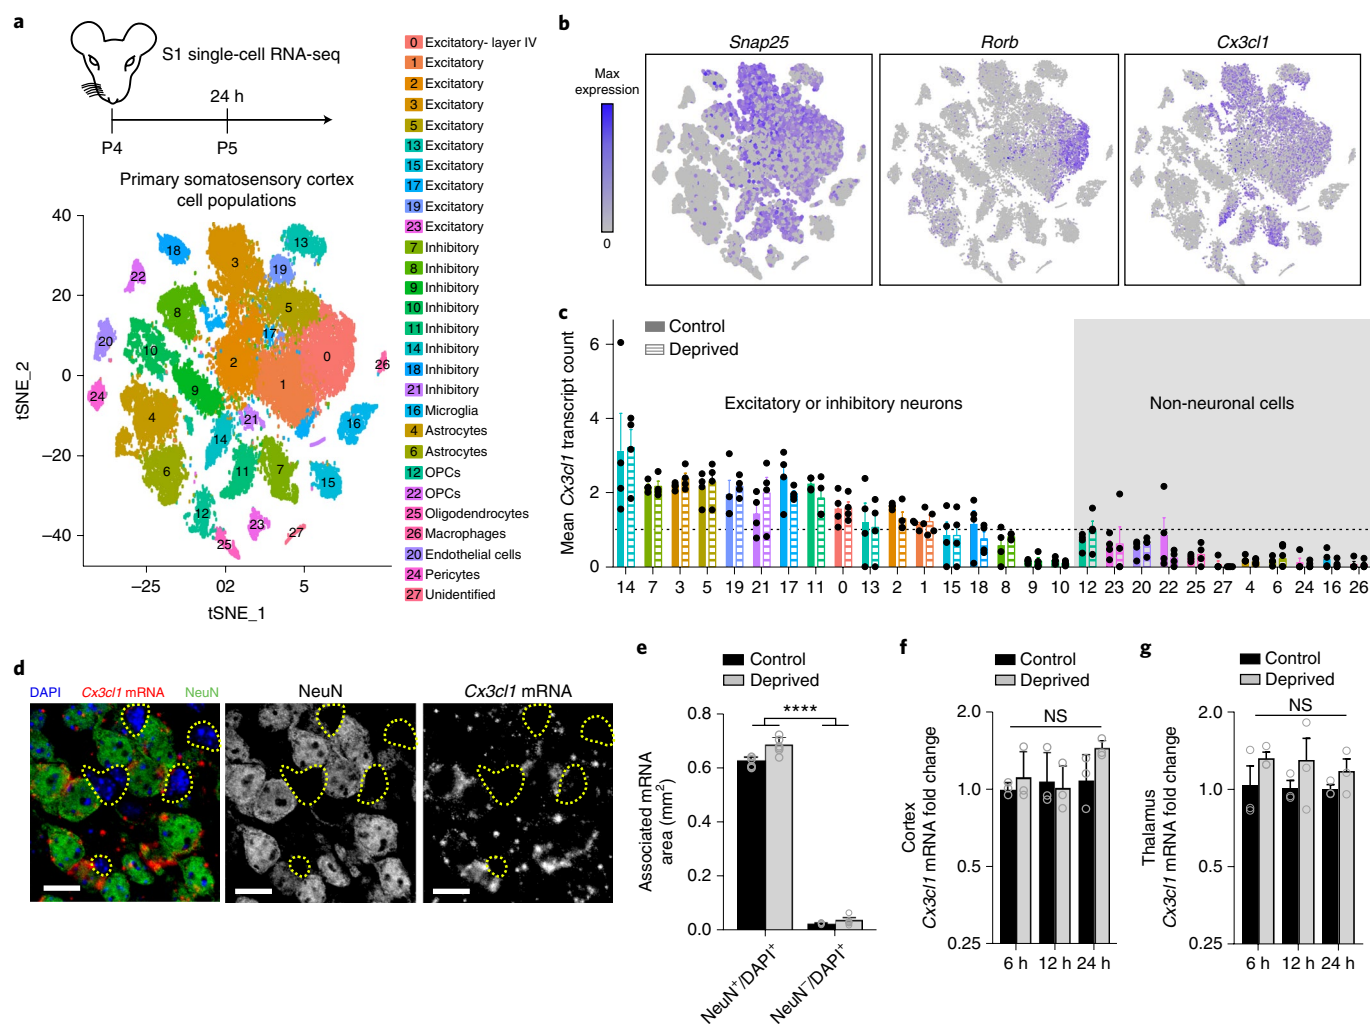 a
S1 single-cell RNA-seq
24 h
P4
P5
Primary somatosensory cortex
cell populations
tSNE_2
40
20
0
−20
−40
−25
02
5
tSNE_1
18
13
3
19
22
8
5
17
20
10
2
0
26
1
9
24
4
21
16
14
6
11
7
15
12
23
27
25
0 Excitatory- layer IV
1 Excitatory
2 Excitatory
3 Excitatory
5 Excitatory
13 Excitatory
15 Excitatory
17 Excitatory
19 Excitatory
23 Excitatory
7 Inhibitory
8 Inhibitory
9 Inhibitory
10 Inhibitory
11 Inhibitory
14 Inhibitory
18 Inhibitory
21 Inhibitory
16 Microglia
4 Astrocytes
6 Astrocytes
12 OPCs
22 OPCs
25 Oligodendrocytes
26 Macrophages
20 Endothelial cells
24 Pericytes
27 Unidentified
b
Snap25
Rorb
Cx3cl1
Max
expression
0
c
Control
Deprived
Excitatory or inhibitory neurons
Non-neuronal cells
Mean Cx3cl1 transcript count
6
4
2
0
14 7 3 5 19 21 17 11 0 13 2 1 15 18 8 9 10 12 23 20 22 25 27 4 6 24 16 26
d
DAPI Cx3cl1 mRNA NeuN
NeuN
Cx3cl1 mRNA
e
Control
Deprived
****
Associated mRNA
area (mm²)
0.8
0.6
0.4
0.2
0.0
NeuN⁺/DAPI⁺
NeuN⁻/DAPI⁺
f
Control
Deprived
NS
Cortex
Cx3cl1 mRNA fold change
2.0
1.0
0.5
0.25
6 h 12 h 24 h
g
Control
Deprived
NS
Thalamus
Cx3cl1 mRNA fold change
2.0
1.0
0.5
0.25
6 h 12 h 24 h